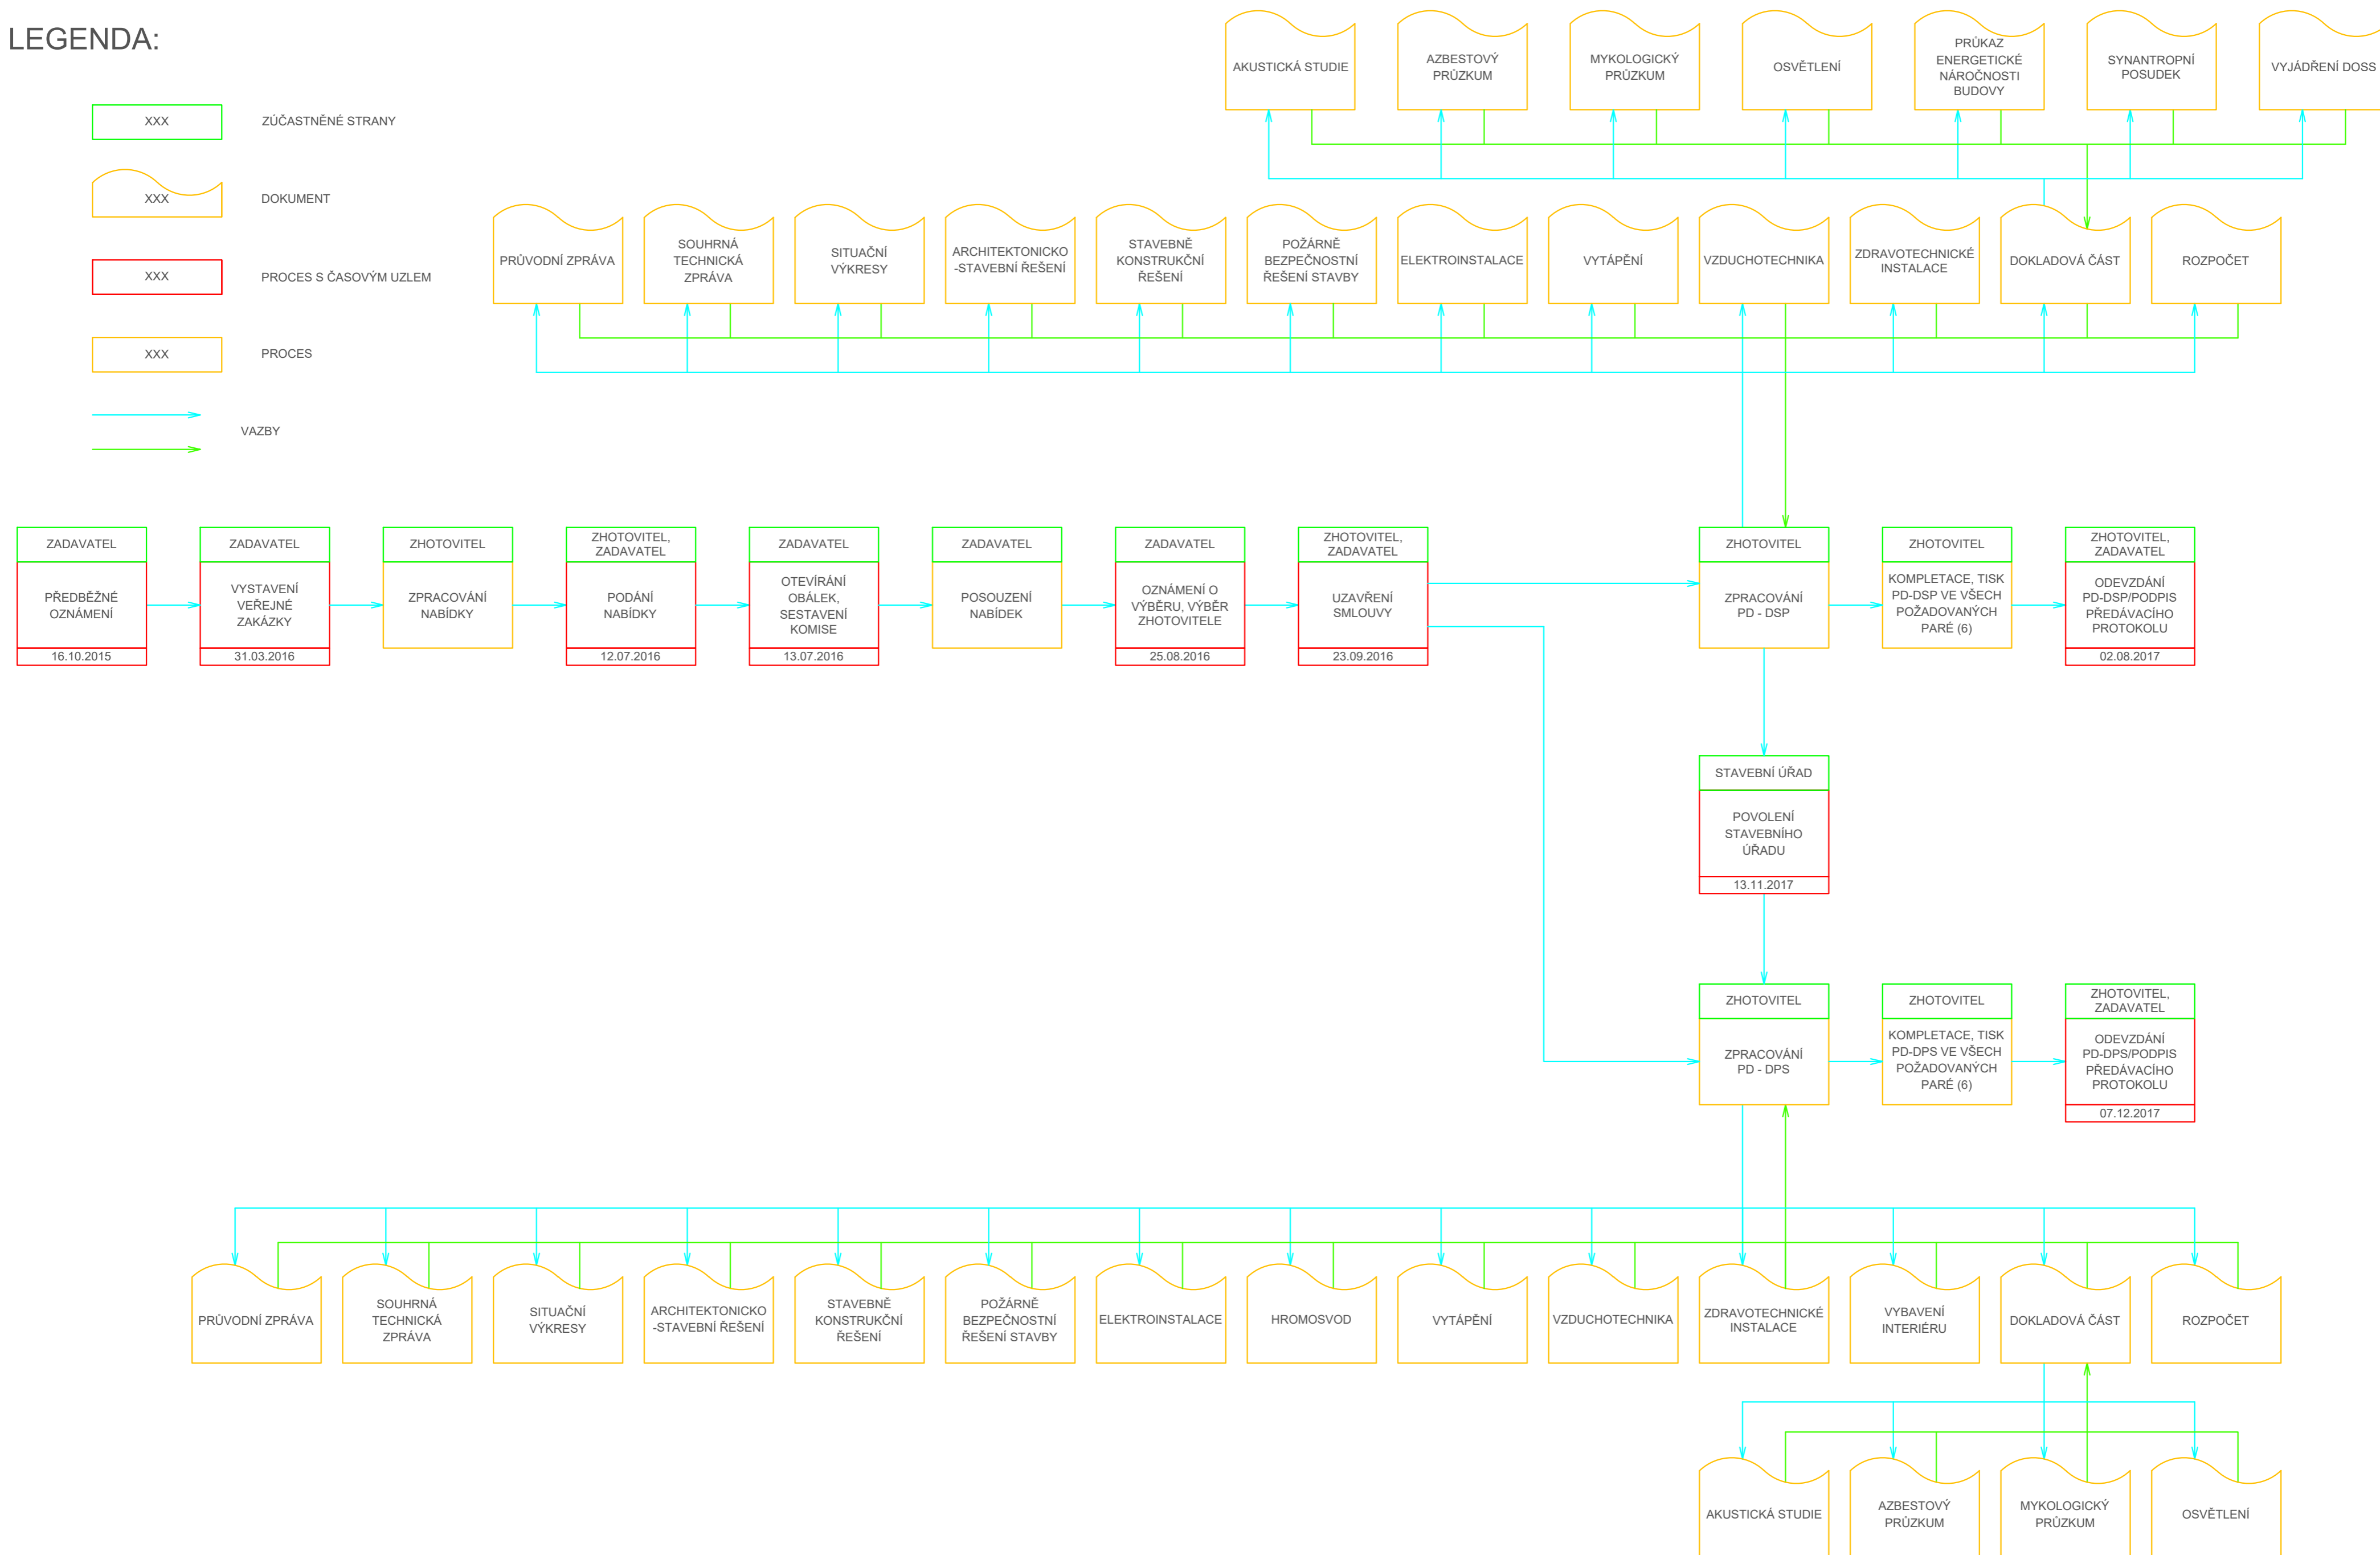 LEGENDA:
XXX
ZÚČASTNĚNÉ STRANY
XXX
DOKUMENT
XXX
PROCES S ČASOVÝM UZLEM
XXX
PROCES
VAZBY
AKUSTICKÁ STUDIE
AZBESTOVÝ
PRŮZKUM
MYKOLOGICKÝ
PRŮZKUM
OSVĚTLENÍ
PRŮKAZ
ENERGETICKÉ
NÁROČNOSTI
BUDOVY
SYNANTROPNÍ
POSUDEK
VYJÁDŘENÍ DOSS
PRŮVODNÍ ZPRÁVA
SOUHRNÁ
TECHNICKÁ
ZPRÁVA
SITUAČNÍ
VÝKRESY
ARCHITEKTONICKO
-STAVEBNÍ ŘEŠENÍ
STAVEBNĚ
KONSTRUKČNÍ
ŘEŠENÍ
POŽÁRNĚ
BEZPEČNOSTNÍ
ŘEŠENÍ STAVBY
ELEKTROINSTALACE
VYTÁPĚNÍ
VZDUCHOTECHNIKA
ZDRAVOTECHNICKÉ
INSTALACE
DOKLADOVÁ ČÁST
ROZPOČET
ZADAVATEL
PŘEDBĚŽNÉ
OZNÁMENÍ
16.10.2015
ZADAVATEL
VYSTAVENÍ
VEŘEJNÉ
ZAKÁZKY
31.03.2016
ZHOTOVITEL
ZPRACOVÁNÍ
NABÍDKY
ZHOTOVITEL,
ZADAVATEL
PODÁNÍ
NABÍDKY
12.07.2016
ZADAVATEL
OTEVÍRÁNÍ
OBÁLEK,
SESTAVENÍ
KOMISE
13.07.2016
ZADAVATEL
POSOUZENÍ
NABÍDEK
ZADAVATEL
OZNÁMENÍ O
VÝBĚRU, VÝBĚR
ZHOTOVITELE
25.08.2016
ZHOTOVITEL,
ZADAVATEL
UZAVŘENÍ
SMLOUVY
23.09.2016
ZHOTOVITEL
ZPRACOVÁNÍ
PD - DSP
ZHOTOVITEL
KOMPLETACE, TISK
PD-DSP VE VŠECH
POŽADOVANÝCH
PARÉ (6)
ZHOTOVITEL,
ZADAVATEL
ODEVZDÁNÍ
PD-DSP/PODPIS
PŘEDÁVACÍHO
PROTOKOLU
02.08.2017
STAVEBNÍ ÚŘAD
POVOLENÍ
STAVEBNÍHO
ÚŘADU
13.11.2017
ZHOTOVITEL
ZPRACOVÁNÍ
PD - DPS
ZHOTOVITEL
KOMPLETACE, TISK
PD-DPS VE VŠECH
POŽADOVANÝCH
PARÉ (6)
ZHOTOVITEL,
ZADAVATEL
ODEVZDÁNÍ
PD-DPS/PODPIS
PŘEDÁVACÍHO
PROTOKOLU
07.12.2017
PRŮVODNÍ ZPRÁVA
SOUHRNÁ
TECHNICKÁ
ZPRÁVA
SITUAČNÍ
VÝKRESY
ARCHITEKTONICKO
-STAVEBNÍ ŘEŠENÍ
STAVEBNĚ
KONSTRUKČNÍ
ŘEŠENÍ
POŽÁRNĚ
BEZPEČNOSTNÍ
ŘEŠENÍ STAVBY
ELEKTROINSTALACE
HROMOSVOD
VYTÁPĚNÍ
VZDUCHOTECHNIKA
ZDRAVOTECHNICKÉ
INSTALACE
VYBAVENÍ
INTERIÉRU
DOKLADOVÁ ČÁST
ROZPOČET
AKUSTICKÁ STUDIE
AZBESTOVÝ
PRŮZKUM
MYKOLOGICKÝ
PRŮZKUM
OSVĚTLENÍ